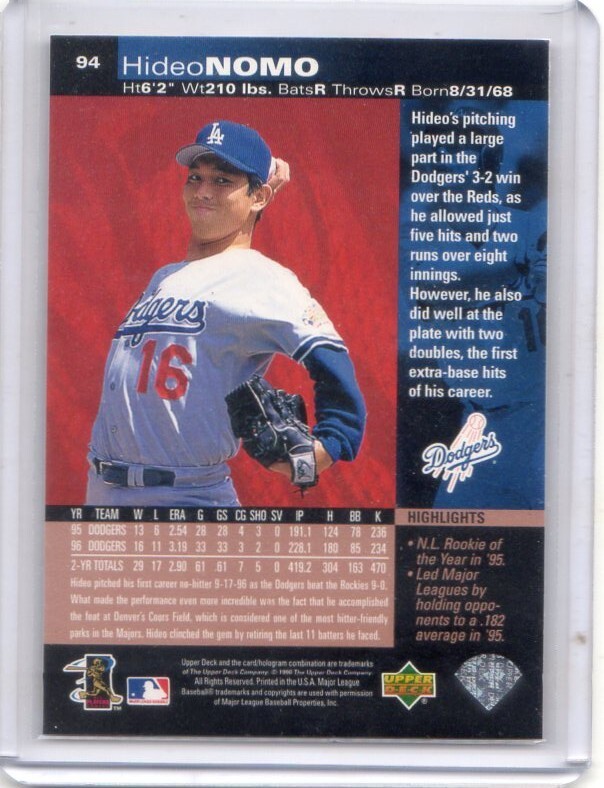 94 HideoNOMO
Ht6'2" Wt210 lbs. BatsR ThrowsR Born8/31/68
Hideo's pitching
played a large
part in the
Dodgers' 3-2 win
over the Reds, as
he allowed just
five hits and two
runs over eight
innings.
However, he also
did well at the
plate with two
doubles, the first
extra-base hits
of his career.
LA
Dodgers
16
Dodgers
YR TEAM W L ERA G GS CG SHO SV IP H BB K
95 DODGERS 13 6 2.54 28 28 4 3 0 191.1 124 78 236
96 DODGERS 16 11 3.19 33 33 3 2 0 228.1 180 85 234
2-YR TOTALS 29 17 2.90 61 61 7 5 0 419.2 304 163 470
Hideo pitched his first career no-hitter 9-17-96 as the Dodgers beat the Rockies 9-0.
What made the performance even more incredible was the fact that he accomplished
the feat at Denver's Coors Field, which is considered one of the most hitter-friendly
parks in the Majors. Hideo clinched the gem by retiring the last 11 batters he faced.
HIGHLIGHTS
• N.L. Rookie of
the Year in '95.
• Led Major
Leagues by
holding oppo-
nents to a .182
average in '95.
Upper Deck and the card/hologram combination are trademarks
of The Upper Deck Company. © 1996 The Upper Deck Company.
All Rights Reserved. Printed in the U.S.A. Major League
Baseball® trademarks and copyrights are used with permission
of Major League Baseball Properties, Inc.
UPPER
DECK